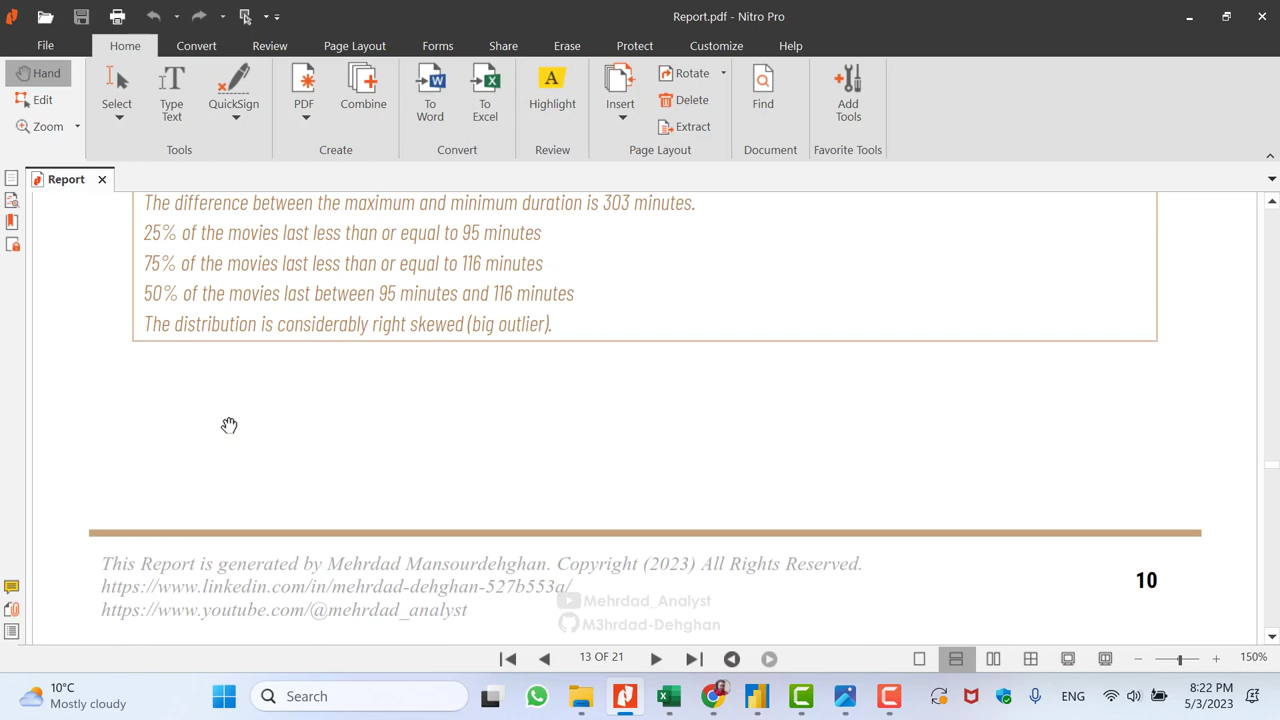 Report.pdf - Nitro Pro
File Home Convert Review Page Layout Forms Share Erase Protect Customize Help
Hand
Edit
Zoom
Select
Type
Text
QuickSign
PDF
Combine
To
Word
To
Excel
Highlight
Insert
Rotate
Delete
Extract
Find
Add
Tools
Tools Create Convert Review Page Layout Document Favorite Tools
Report
The difference between the maximum and minimum duration is 303 minutes.
25% of the movies last less than or equal to 95 minutes
75% of the movies last less than or equal to 116 minutes
50% of the movies last between 95 minutes and 116 minutes
The distribution is considerably right skewed (big outlier).
This Report is generated by Mehrdad Mansourdehghan. Copyright (2023) All Rights Reserved.
https://www.linkedin.com/in/mehrdad-dehghan-527b553a/
https://www.youtube.com/@mehrdad_analyst
10
Mehrdad_Analyst
M3hrdad-Dehghan
13 OF 21
150%
10°C
Mostly cloudy
Search
ENG
8:22 PM
5/3/2023